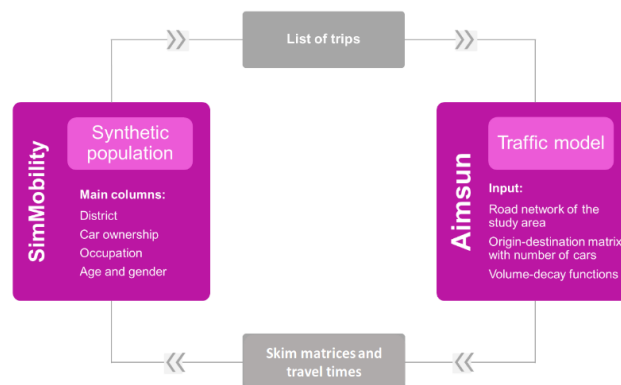 List of trips
SimMobility
Synthetic
population
Main columns:
District
Car ownership
Occupation
Age and gender
Aimsun
Traffic model
Input:
Road network of the
study area
Origin-destination matrix
with number of cars
Volume-decay functions
Skim matrices and
travel times